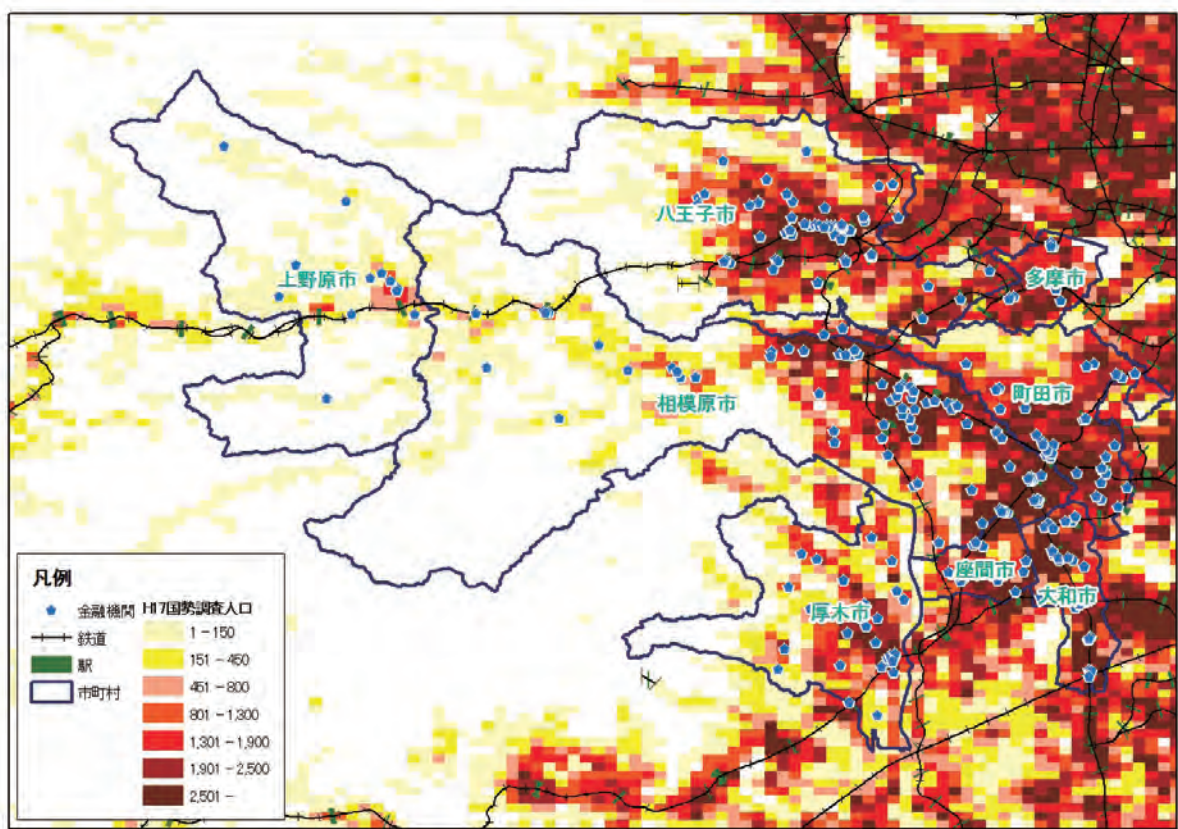 八王子市
多摩市
上野原市
町田市
相模原市
座間市
大和市
厚木市
凡例
金融機関
鉄道
駅
市町村
H17国勢調査人口
1 - 150
151 - 450
451 - 800
801 - 1,300
1,301 - 1,900
1,901 - 2,500
2,501 -